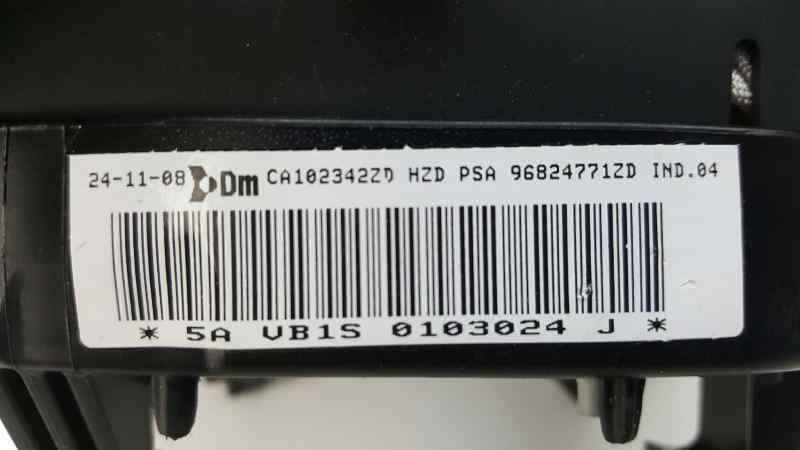 24-11-08 Dm CA102342ZD HZD PSA 96824771ZD IND.04
* 5A VB1S 0103024 J *